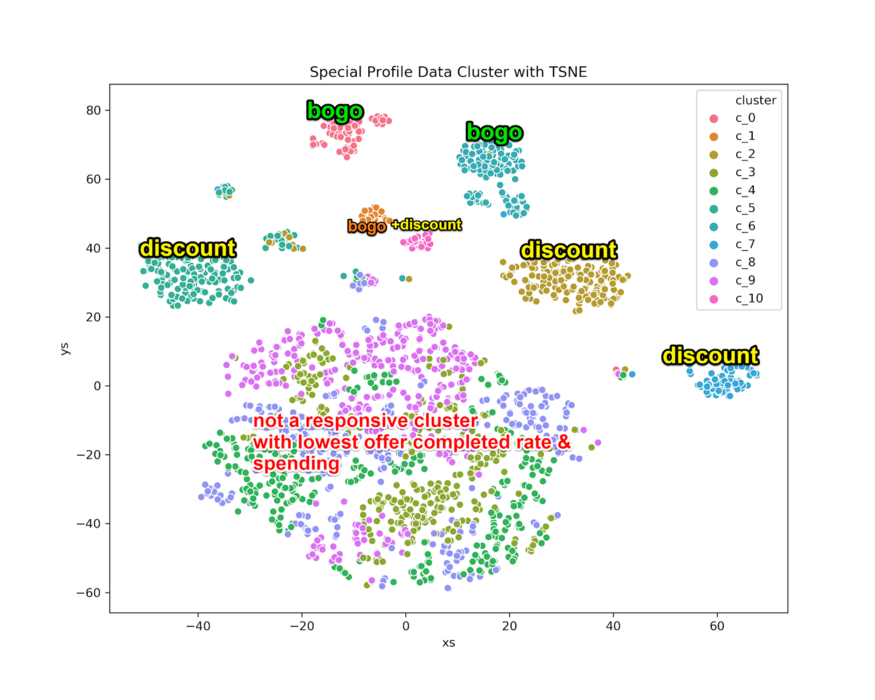 Special Profile Data Cluster with TSNE
80
60
40
20
0
−20
−40
−60
ys
−40
−20
0
20
40
60
xs
bogo
bogo
bogo +discount
discount
discount
discount
not a responsive cluster
with lowest offer completed rate &
spending
cluster
c_0
c_1
c_2
c_3
c_4
c_5
c_6
c_7
c_8
c_9
c_10